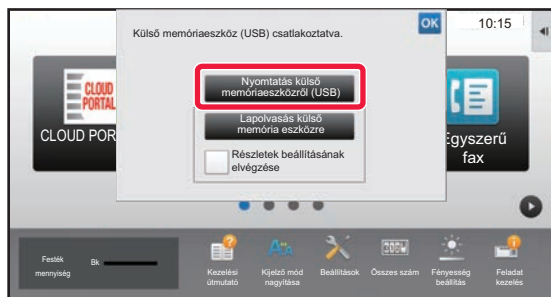 Külső memóriaeszköz (USB) csatlakoztatva.
OK
10:15
Nyomtatás külső
memóriaeszközről (USB)
Lapolvasás külső
memória eszközre
Részletek beállításának
elvégzése
CLOUD
PORTAL
CLOUD POR
Egyszerű
fax
Festék
mennyiség
Bk
Kezelési
útmutató
Kijelző mód
nagyítása
Beállítások
Összes szám
Fényesség
beállítás
Feladat
kezelés